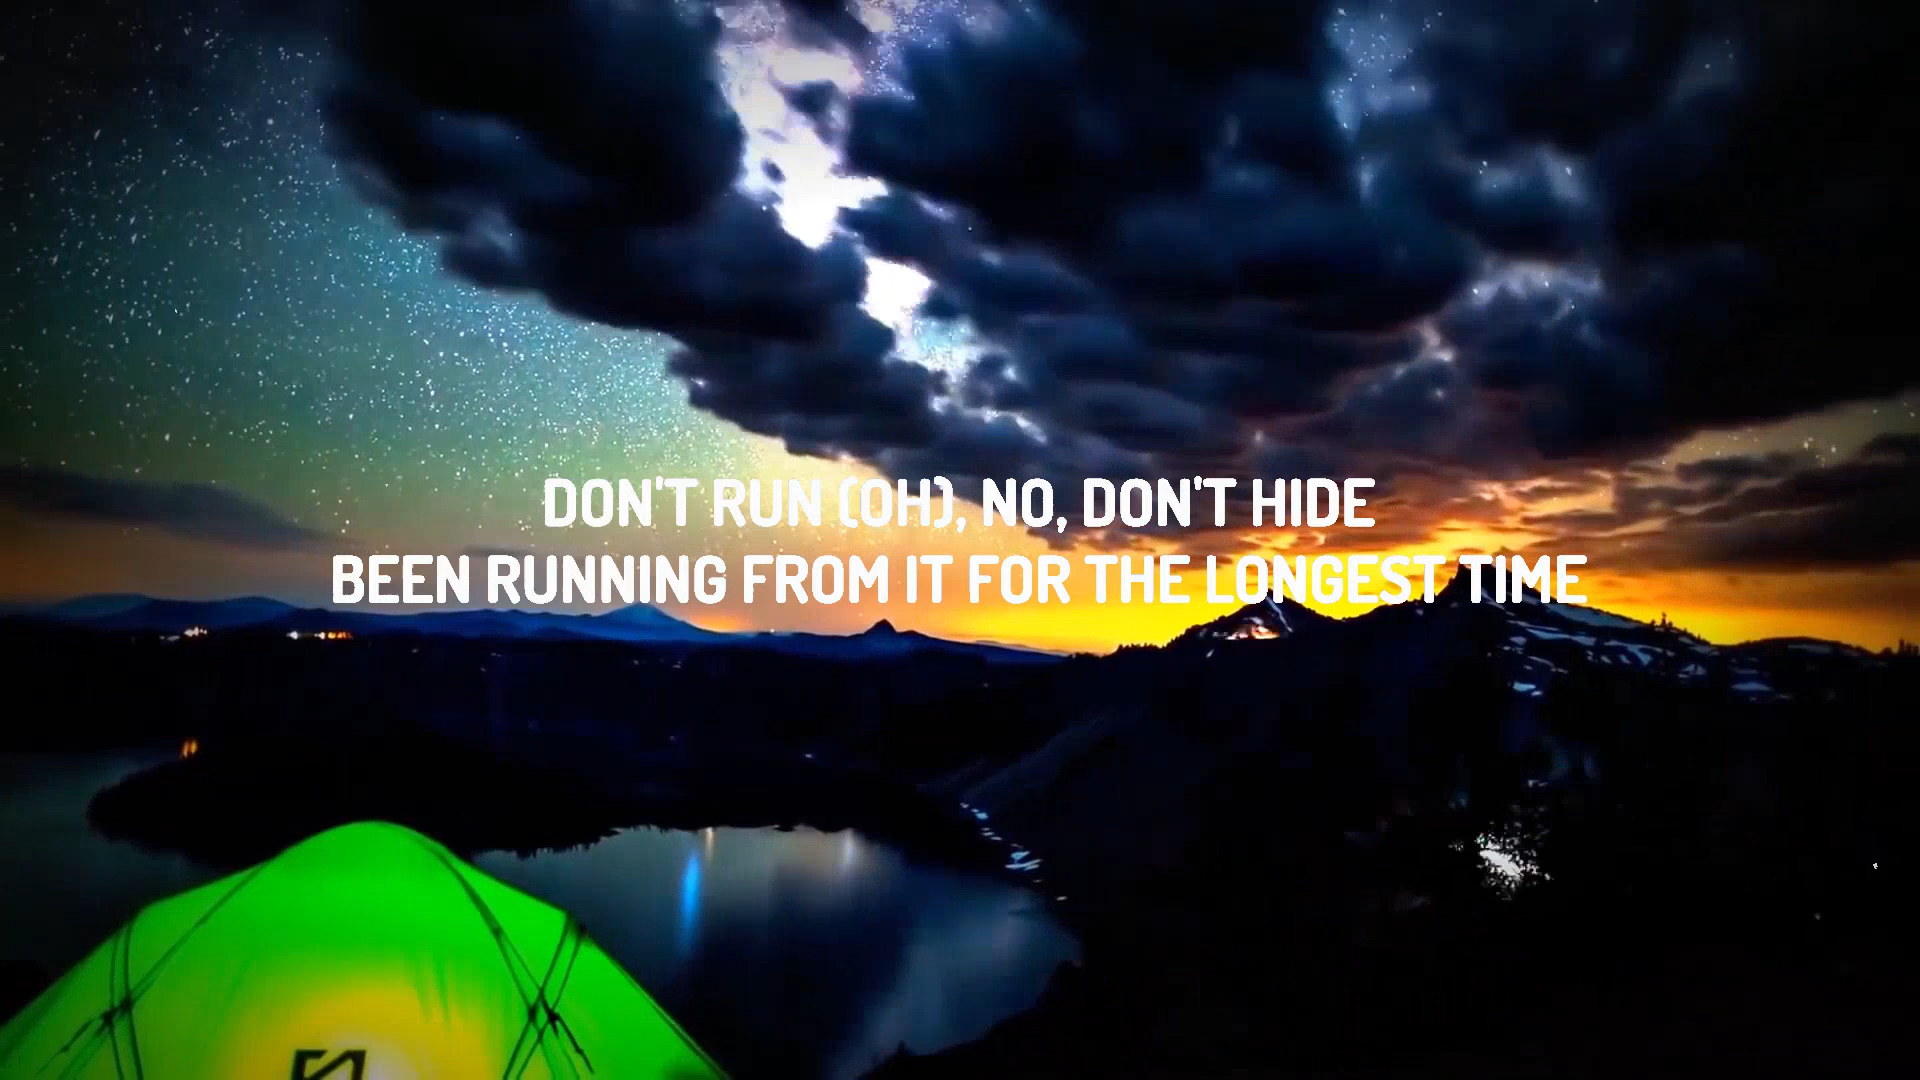 DON'T RUN (OH), NO, DON'T HIDE
BEEN RUNNING FROM IT FOR THE LONGEST TIME